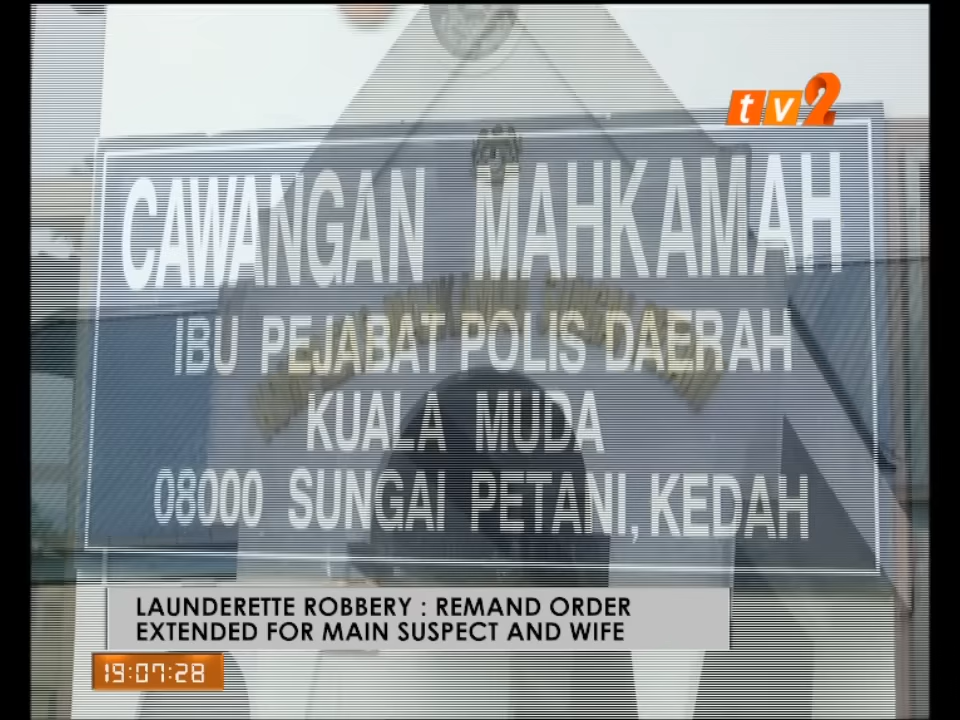 tv2
CAWANGAN MAHKAMAH
IBU PEJABAT POLIS DAERAH
KUALA MUDA
08000 SUNGAI PETANI, KEDAH
LAUNDERETTE ROBBERY : REMAND ORDER
EXTENDED FOR MAIN SUSPECT AND WIFE
19:07:28